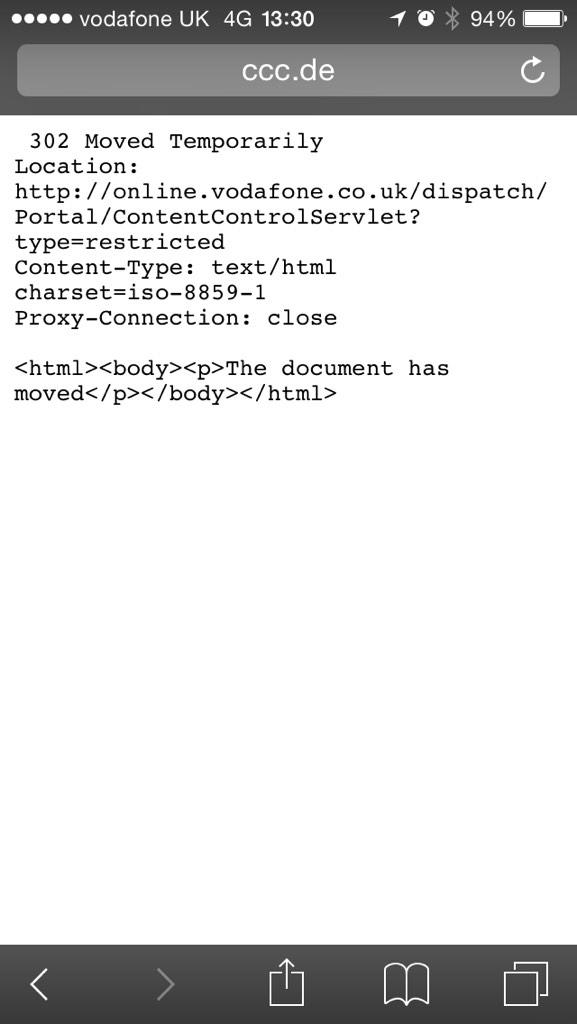 vodafone UK 4G 13:30 94%
ccc.de
302 Moved Temporarily
Location:
http://online.vodafone.co.uk/dispatch/
Portal/ContentControlServlet?
type=restricted
Content-Type: text/html
charset=iso-8859-1
Proxy-Connection: close
<html><body><p>The document has
moved</p></body></html>